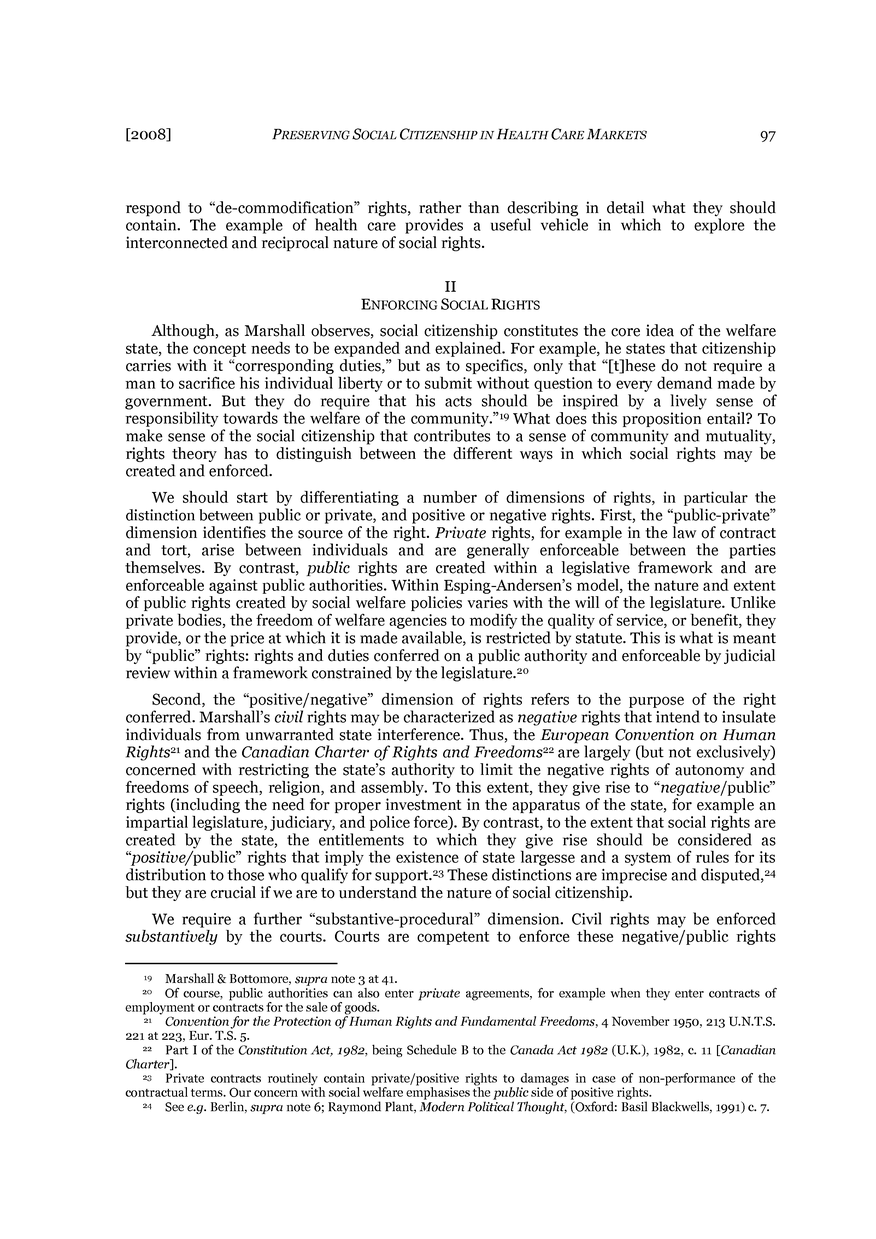 [2008] PRESERVING SOCIAL CITIZENSHIP IN HEALTH CARE MARKETS 97
respond to “de-commodification” rights, rather than describing in detail what they should
contain. The example of health care provides a useful vehicle in which to explore the
interconnected and reciprocal nature of social rights.
II
ENFORCING SOCIAL RIGHTS
Although, as Marshall observes, social citizenship constitutes the core idea of the welfare
state, the concept needs to be expanded and explained. For example, he states that citizenship
carries with it “corresponding duties,” but as to specifics, only that “[t]hese do not require a
man to sacrifice his individual liberty or to submit without question to every demand made by
government. But they do require that his acts should be inspired by a lively sense of
responsibility towards the welfare of the community.”19 What does this proposition entail? To
make sense of the social citizenship that contributes to a sense of community and mutuality,
rights theory has to distinguish between the different ways in which social rights may be
created and enforced.
We should start by differentiating a number of dimensions of rights, in particular the
distinction between public or private, and positive or negative rights. First, the “public-private”
dimension identifies the source of the right. Private rights, for example in the law of contract
and tort, arise between individuals and are generally enforceable between the parties
themselves. By contrast, public rights are created within a legislative framework and are
enforceable against public authorities. Within Esping-Andersen’s model, the nature and extent
of public rights created by social welfare policies varies with the will of the legislature. Unlike
private bodies, the freedom of welfare agencies to modify the quality of service, or benefit, they
provide, or the price at which it is made available, is restricted by statute. This is what is meant
by “public” rights: rights and duties conferred on a public authority and enforceable by judicial
review within a framework constrained by the legislature.20
Second, the “positive/negative” dimension of rights refers to the purpose of the right
conferred. Marshall’s civil rights may be characterized as negative rights that intend to insulate
individuals from unwarranted state interference. Thus, the European Convention on Human
Rights21 and the Canadian Charter of Rights and Freedoms22 are largely (but not exclusively)
concerned with restricting the state’s authority to limit the negative rights of autonomy and
freedoms of speech, religion, and assembly. To this extent, they give rise to “negative/public”
rights (including the need for proper investment in the apparatus of the state, for example an
impartial legislature, judiciary, and police force). By contrast, to the extent that social rights are
created by the state, the entitlements to which they give rise should be considered as
“positive/public” rights that imply the existence of state largesse and a system of rules for its
distribution to those who qualify for support.23 These distinctions are imprecise and disputed,24
but they are crucial if we are to understand the nature of social citizenship.
We require a further “substantive-procedural” dimension. Civil rights may be enforced
substantively by the courts. Courts are competent to enforce these negative/public rights
19 Marshall & Bottomore, supra note 3 at 41.
20 Of course, public authorities can also enter private agreements, for example when they enter contracts of
employment or contracts for the sale of goods.
21 Convention for the Protection of Human Rights and Fundamental Freedoms, 4 November 1950, 213 U.N.T.S.
221 at 223, Eur. T.S. 5.
22 Part I of the Constitution Act, 1982, being Schedule B to the Canada Act 1982 (U.K.), 1982, c. 11 [Canadian
Charter].
23 Private contracts routinely contain private/positive rights to damages in case of non-performance of the
contractual terms. Our concern with social welfare emphasises the public side of positive rights.
24 See e.g. Berlin, supra note 6; Raymond Plant, Modern Political Thought, (Oxford: Basil Blackwells, 1991) c. 7.